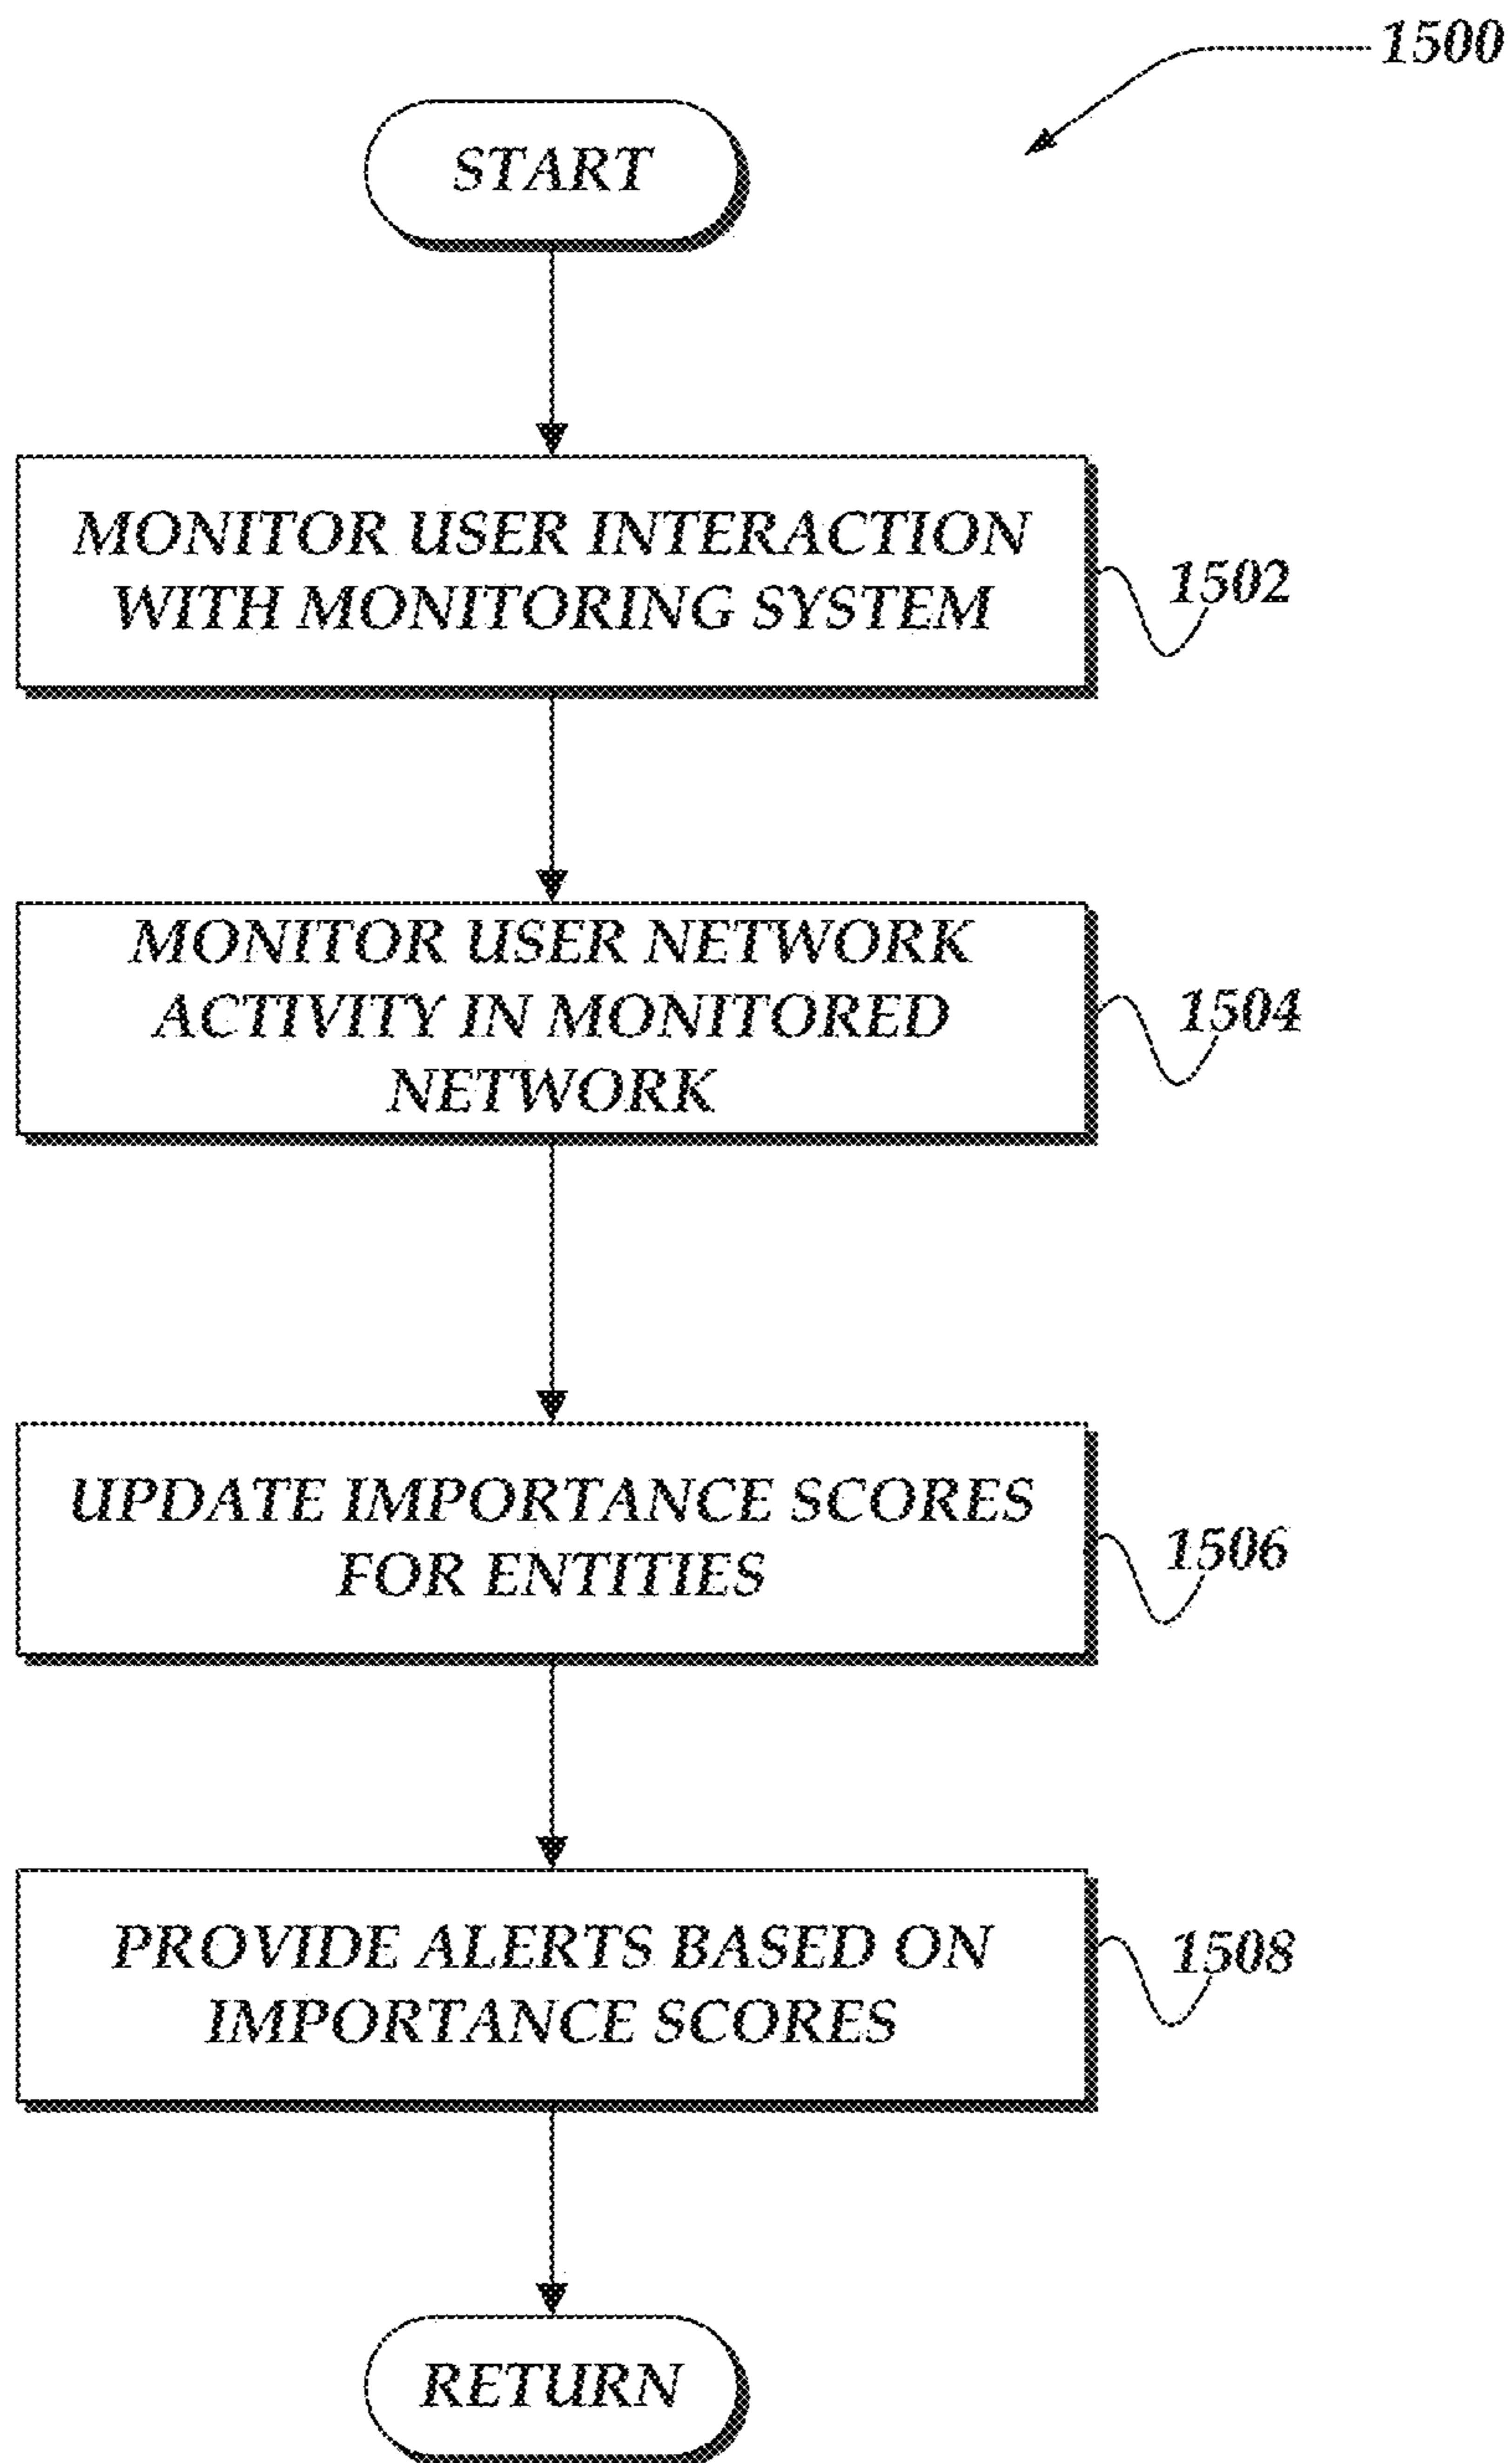 1500
START
MONITOR USER INTERACTION
WITH MONITORING SYSTEM
1502
MONITOR USER NETWORK
ACTIVITY IN MONITORED
NETWORK
1504
UPDATE IMPORTANCE SCORES
FOR ENTITIES
1506
PROVIDE ALERTS BASED ON
IMPORTANCE SCORES
1508
RETURN